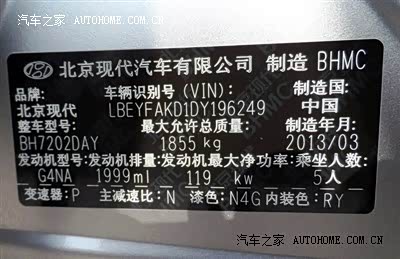 汽车之家
AUTOHOME.COM.CN
北京现代汽车有限公司 制造 BHMC
品牌: 车辆识别号(VIN): 制造国:
北京现代 LBEYFAKD1DY196249 中国
整车型号: 最大允许总质量: 制造年月:
BH7202DAY 1855 kg 2013/03
发动机型号:发动机排量:发动机最大净功率:乘坐人数:
G4NA 1999ml 119 kw 5人
变速器:P 主减速比:N 漆色:N4G 内装色:RY
汽车之家 AUTOHOME.COM.CN